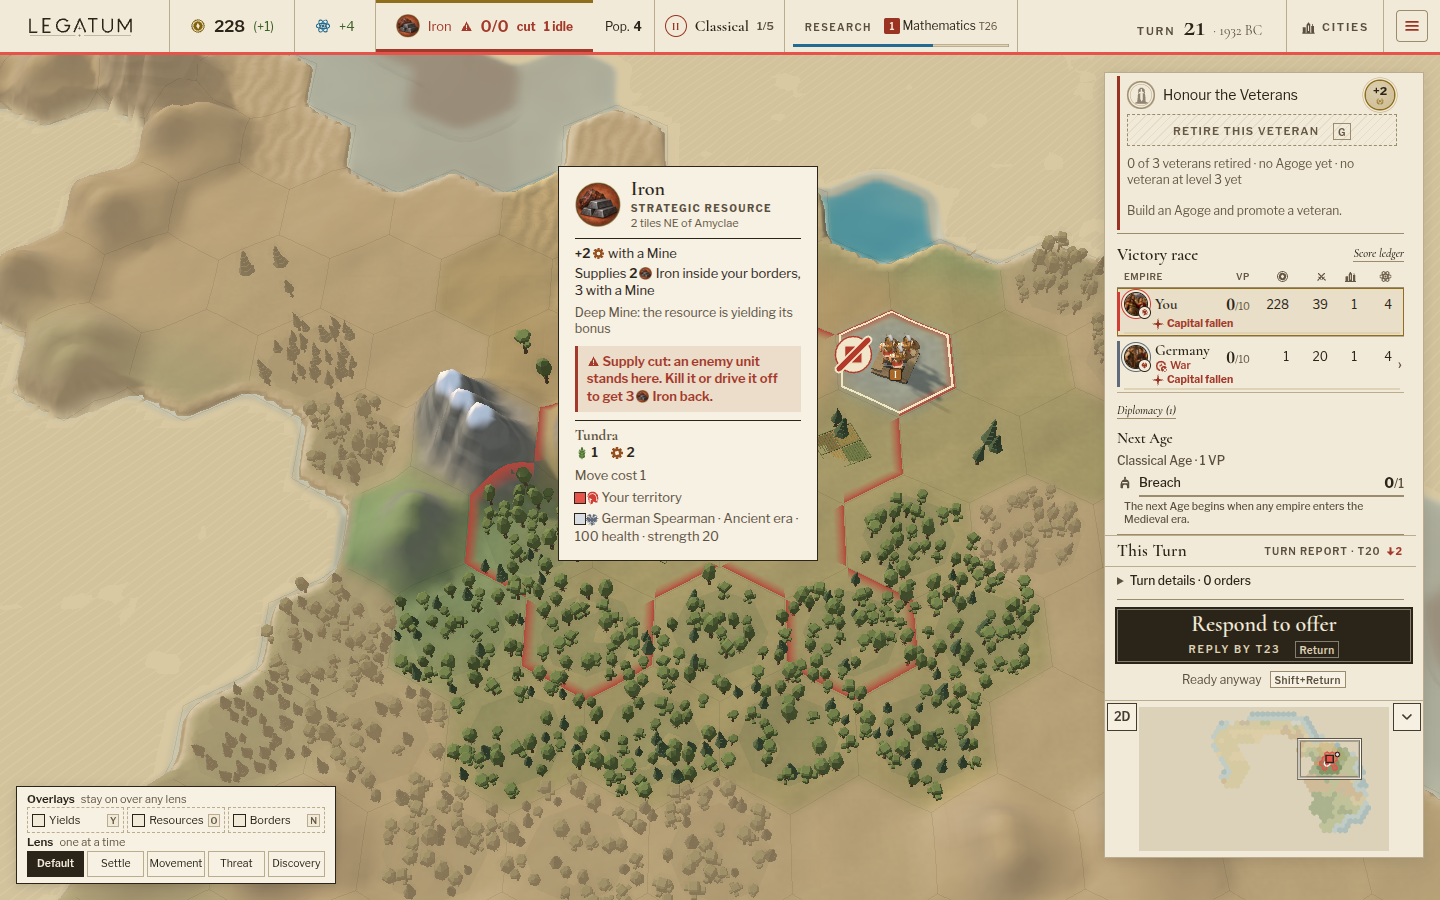 LEGATUM
228 (+1)
+4
Iron 0/0 cut 1 idle
Pop. 4
II Classical 1/5
RESEARCH 1 Mathematics T26
TURN 21 · 1932 BC
CITIES
Honour the Veterans +2
RETIRE THIS VETERAN G
0 of 3 veterans retired · no Agoge yet · no
veteran at level 3 yet
Build an Agoge and promote a veteran.
Victory race Score ledger
EMPIRE VP
You 0/10 228 39 1 4
Capital fallen
Germany 0/10 1 20 1 4 ›
War
Capital fallen
Diplomacy (1)
Next Age
Classical Age · 1 VP
Breach 0/1
The next Age begins when any empire enters the
Medieval era.
This Turn TURN REPORT · T20 2
Turn details · 0 orders
Respond to offer
REPLY BY T23 Return
Ready anyway Shift+Return
2D
Iron
STRATEGIC RESOURCE
2 tiles NE of Amyclae
+2 with a Mine
Supplies 2 Iron inside your borders,
3 with a Mine
Deep Mine: the resource is yielding its
bonus
Supply cut: an enemy unit
stands here. Kill it or drive it off
to get 3 Iron back.
Tundra
1 2
Move cost 1
Your territory
German Spearman · Ancient era ·
100 health · strength 20
1
Overlays stay on over any lens
Yields Y Resources O Borders N
Lens one at a time
Default Settle Movement Threat Discovery